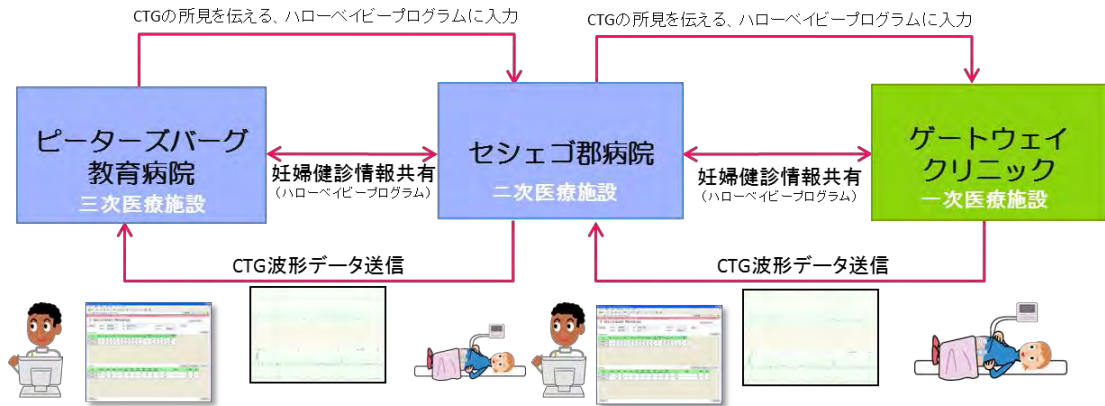 CTGの所見を伝える、ハローベイビープログラムに入力
CTGの所見を伝える、ハローベイビープログラムに入力
ピーターズバーグ
教育病院
三次医療施設
妊婦健診情報共有
（ハローベイビープログラム）
セシェゴ郡病院
二次医療施設
妊婦健診情報共有
（ハローベイビープログラム）
ゲートウェイ
クリニック
一次医療施設
CTG波形データ送信
CTG波形データ送信